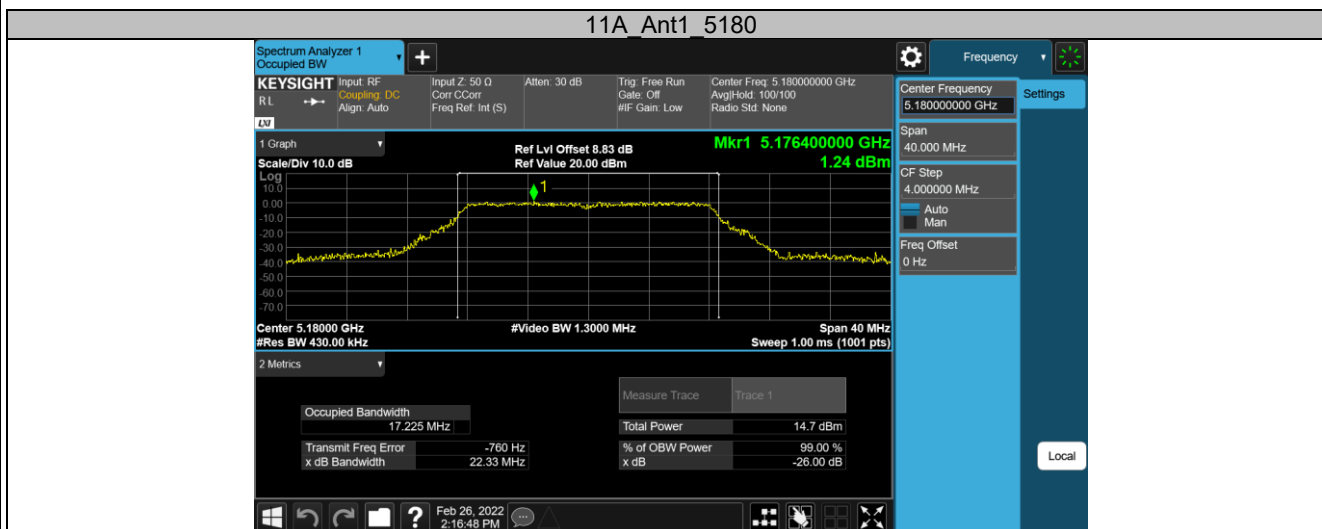 11A_Ant1_5180
Spectrum Analyzer 1
Occupied BW
Frequency
KEYSIGHT
RL
LXI
Input: RF
Coupling: DC
Align: Auto
Input Z: 50 Ω
Corr CCorr
Freq Ref: Int (S)
Atten: 30 dB
Trig: Free Run
Gate: Off
#IF Gain: Low
Center Freq: 5.180000000 GHz
Avg|Hold: 100/100
Radio Std: None
Center Frequency
5.180000000 GHz
Settings
Span
40.000 MHz
CF Step
4.000000 MHz
Auto
Man
Freq Offset
0 Hz
Local
1 Graph
Scale/Div 10.0 dB
Ref Lvl Offset 8.83 dB
Ref Value 20.00 dBm
Mkr1 5.176400000 GHz
1.24 dBm
Log
10.0
0.00
-10.0
-20.0
-30.0
-40.0
-50.0
-60.0
-70.0
1
Center 5.18000 GHz
#Video BW 1.3000 MHz
Span 40 MHz
#Res BW 430.00 kHz
Sweep 1.00 ms (1001 pts)
2 Metrics
Measure Trace
Trace 1
Occupied Bandwidth
17.225 MHz
Total Power
14.7 dBm
Transmit Freq Error
-760 Hz
% of OBW Power
99.00 %
x dB Bandwidth
22.33 MHz
x dB
-26.00 dB
?
Feb 26, 2022
2:16:48 PM